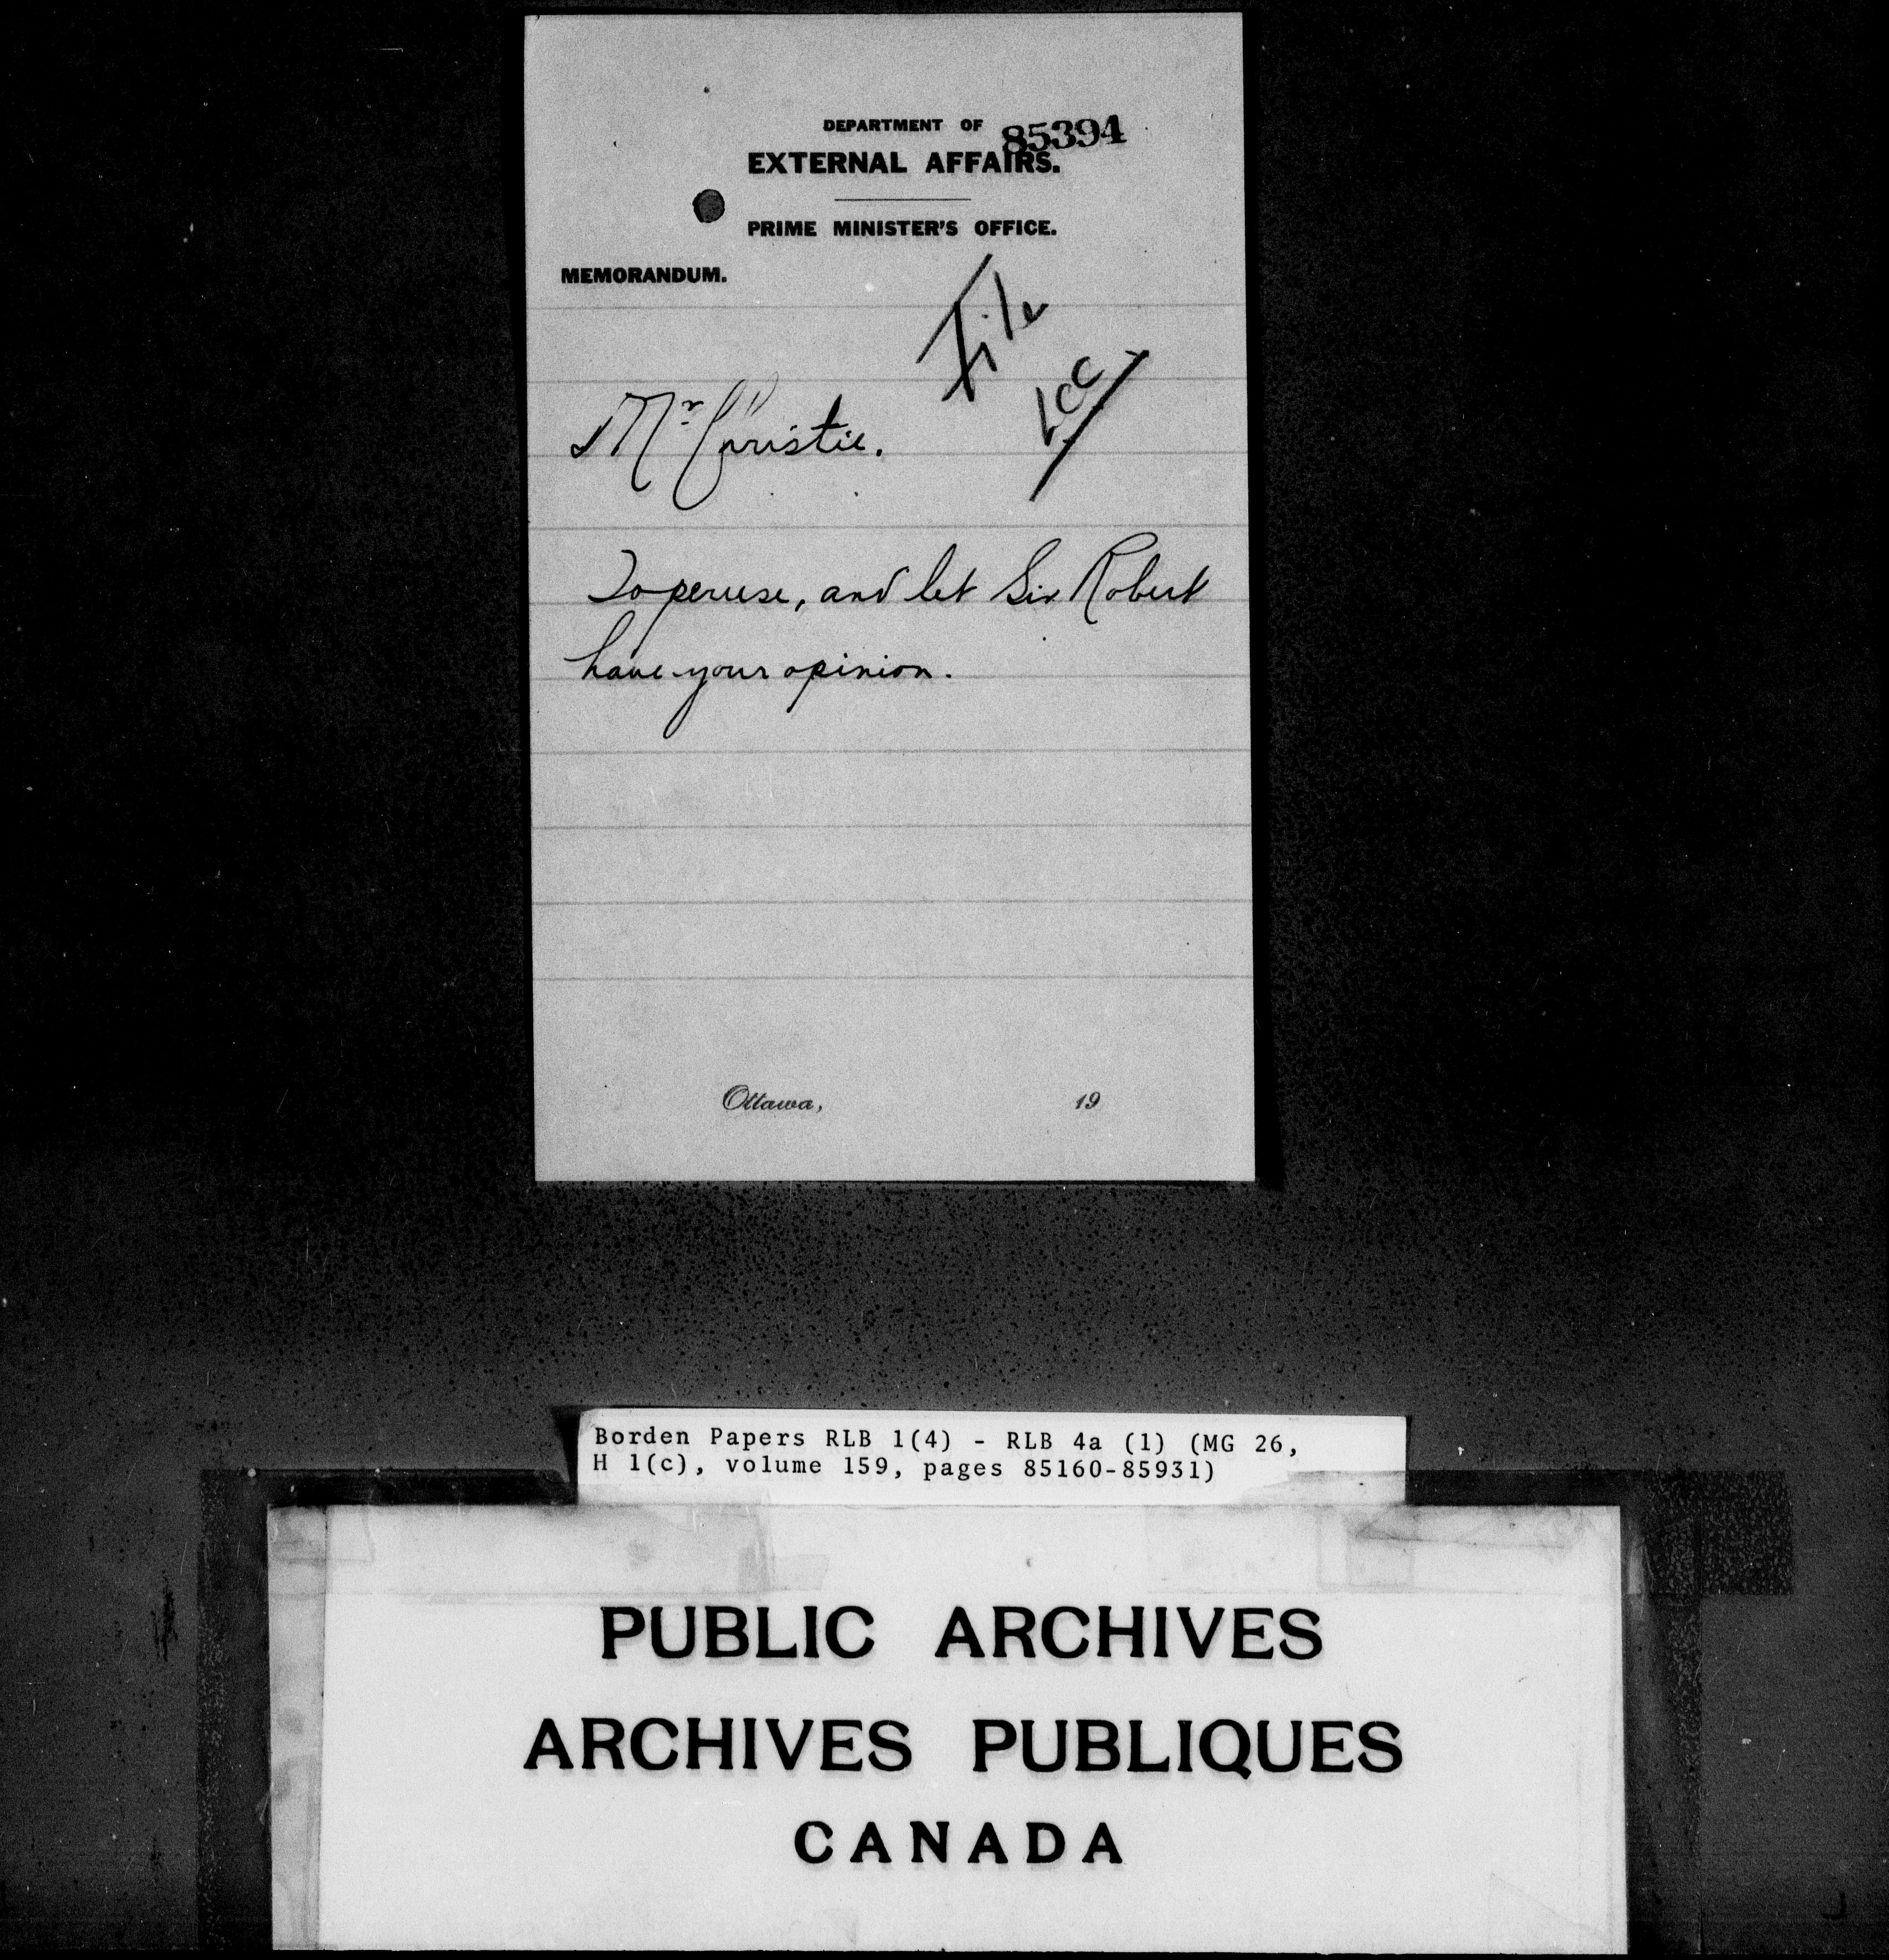 DEPARTMENT OF
85394
EXTERNAL AFFAIRS.
PRIME MINISTER'S OFFICE.
MEMORANDUM.
File
Mr Christie.
To peruse, and let Sir Robert
have your opinion.
Ottawa, 19
Borden Papers RLB 1(4) - RLB 4a (1) (MG 26,
H 1(c), volume 159, pages 85160-85931)
PUBLIC ARCHIVES
ARCHIVES PUBLIQUES
CANADA